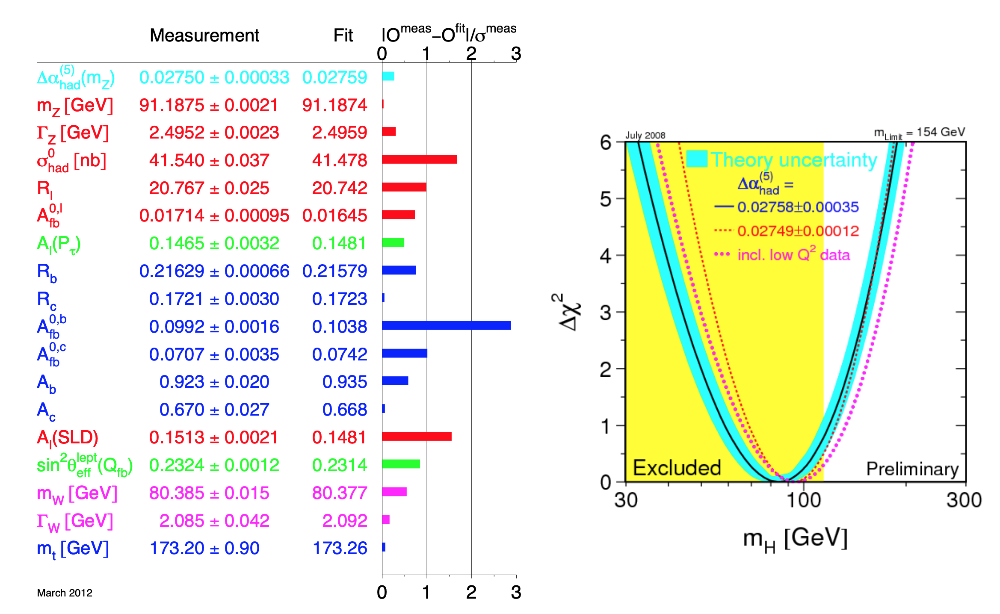 Measurement Fit |O^meas–O^fit|/σ^meas
0 1 2 3
Δα_had^(5)(m_Z) 0.02750 ± 0.00033 0.02759
m_Z [GeV] 91.1875 ± 0.0021 91.1874
Γ_Z [GeV] 2.4952 ± 0.0023 2.4959
σ_had^0 [nb] 41.540 ± 0.037 41.478
R_l 20.767 ± 0.025 20.742
A_fb^0,l 0.01714 ± 0.00095 0.01645
A_l(P_τ) 0.1465 ± 0.0032 0.1481
R_b 0.21629 ± 0.00066 0.21579
R_c 0.1721 ± 0.0030 0.1723
A_fb^0,b 0.0992 ± 0.0016 0.1038
A_fb^0,c 0.0707 ± 0.0035 0.0742
A_b 0.923 ± 0.020 0.935
A_c 0.670 ± 0.027 0.668
A_l(SLD) 0.1513 ± 0.0021 0.1481
sin^2θ_eff^lept(Q_fb) 0.2324 ± 0.0012 0.2314
m_W [GeV] 80.385 ± 0.015 80.377
Γ_W [GeV] 2.085 ± 0.042 2.092
m_t [GeV] 173.20 ± 0.90 173.26
March 2012
0 1 2 3
July 2008
m_Limit = 154 GeV
Theory uncertainty
Δα_had^(5) =
0.02758±0.00035
0.02749±0.00012
incl. low Q^2 data
6
5
4
3
2
1
0
Δχ^2
Excluded
Preliminary
30 100 300
m_H [GeV]